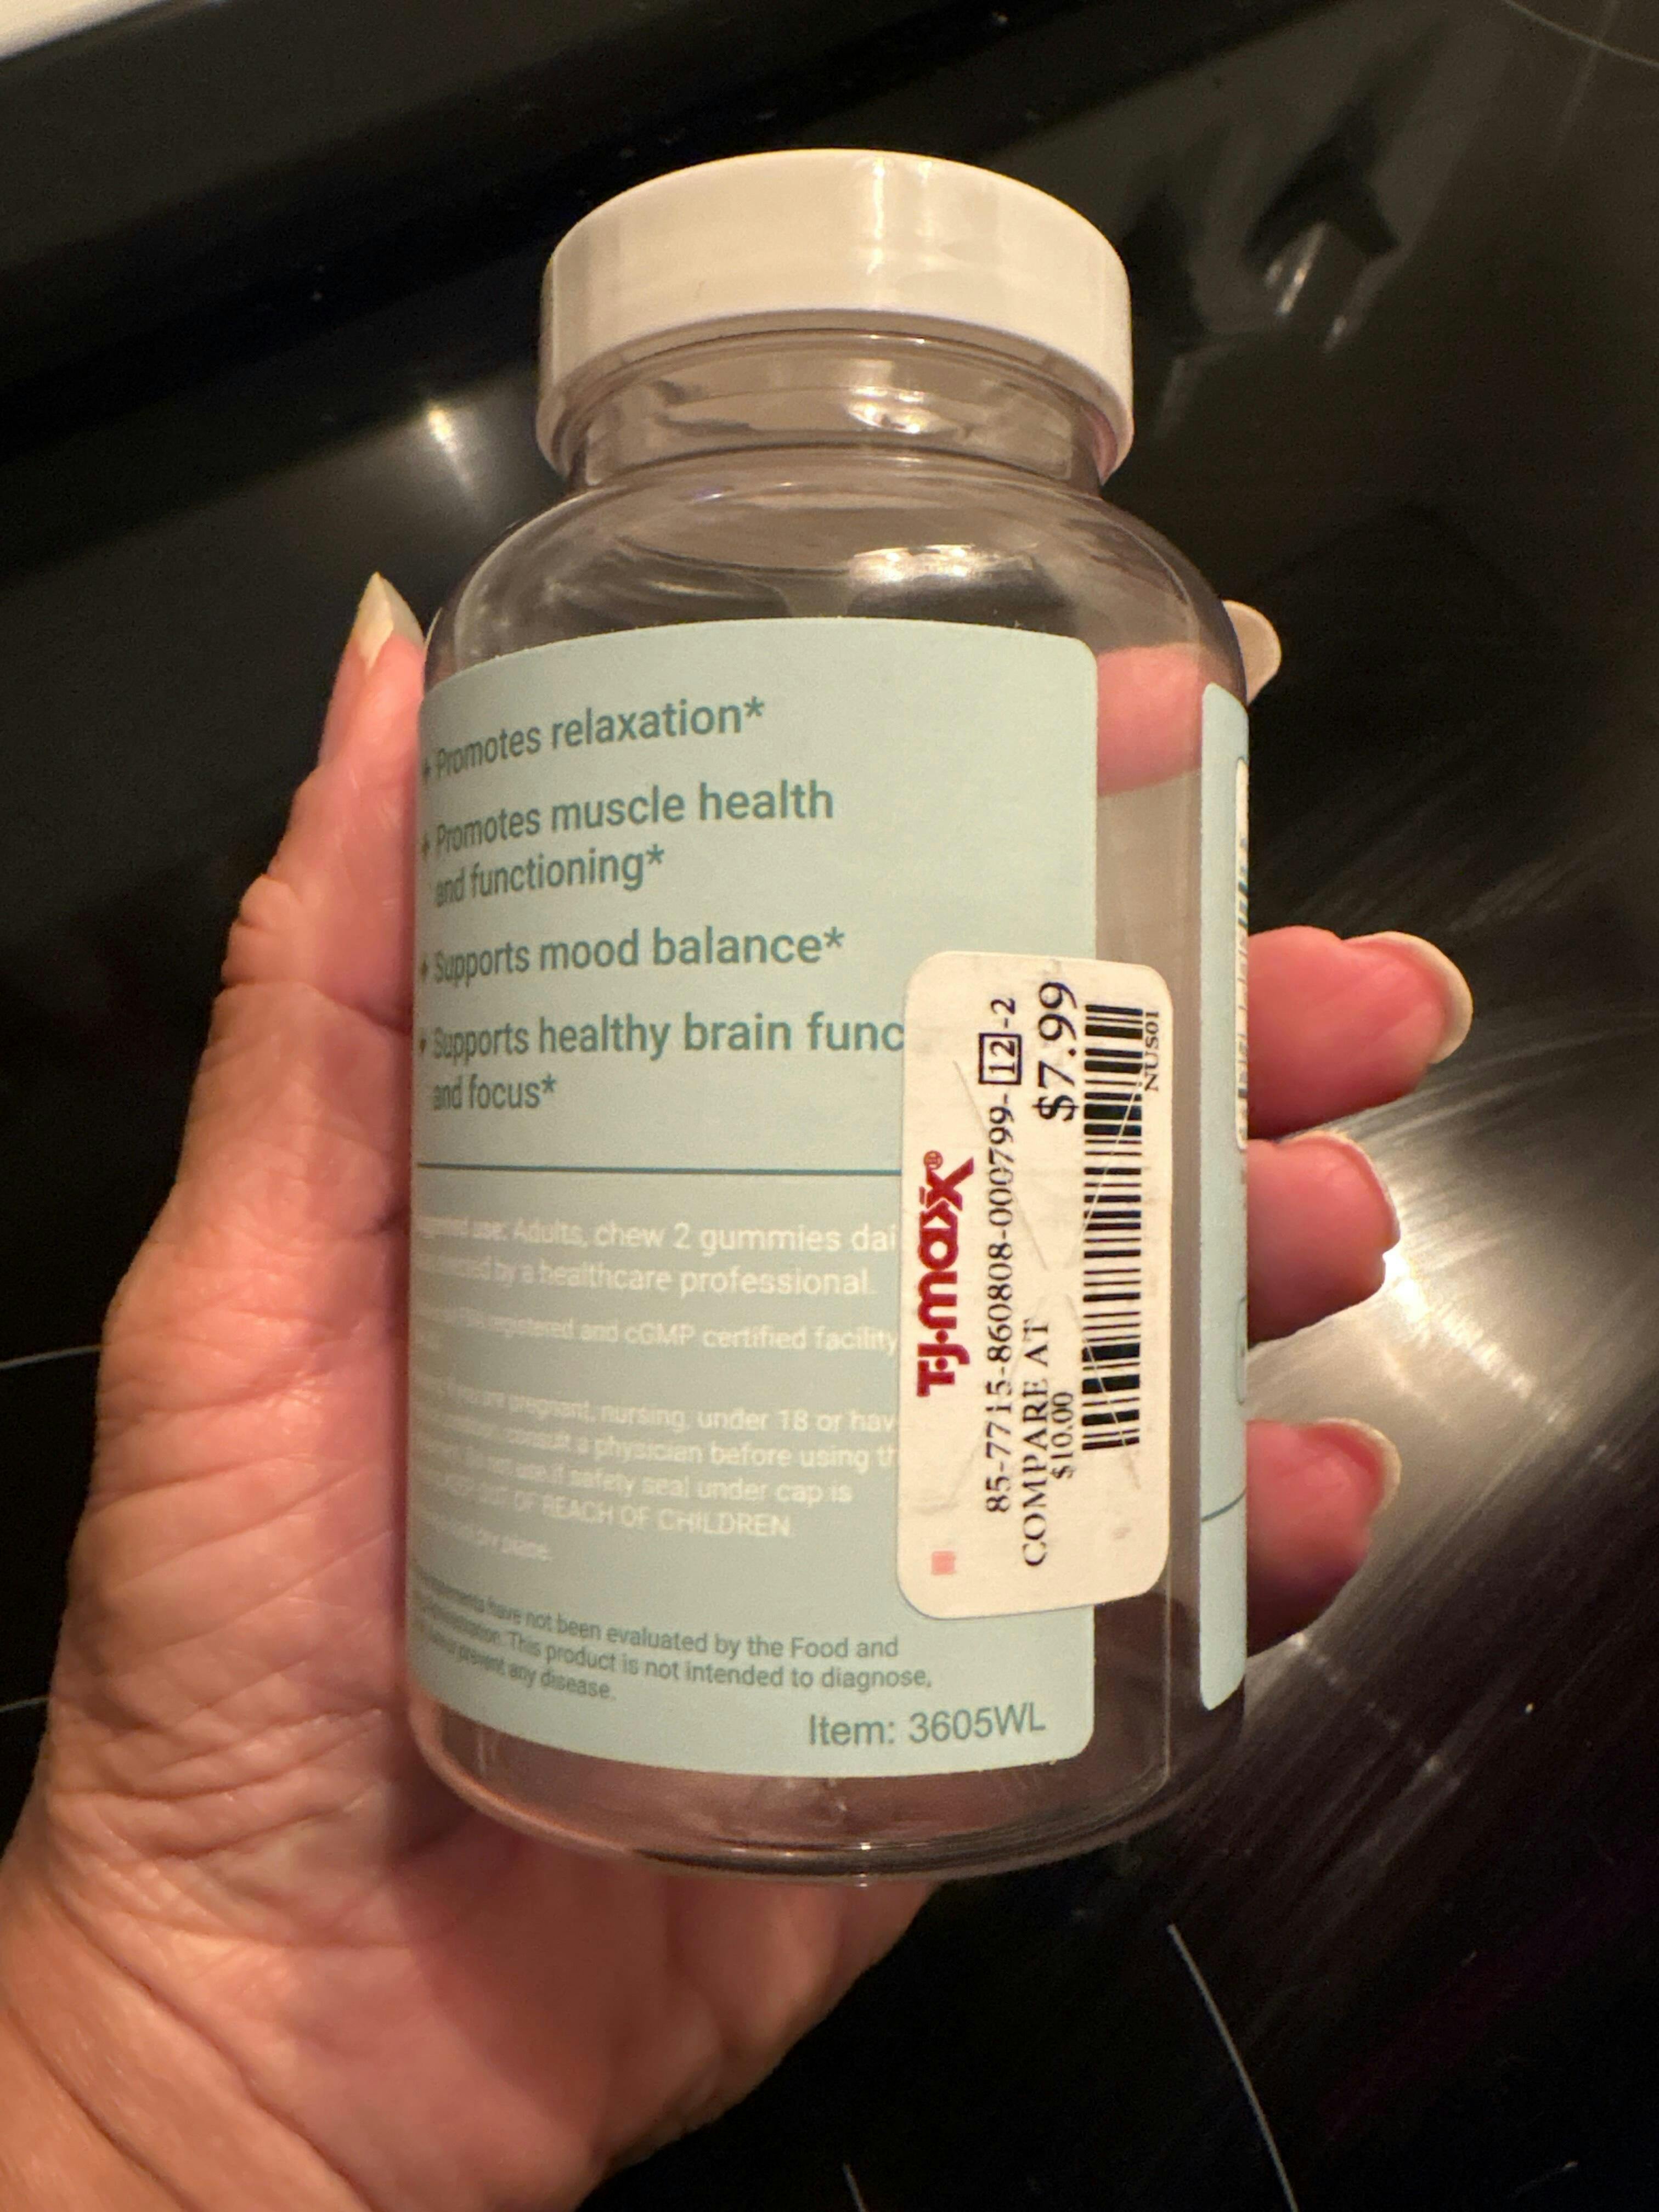 + Promotes relaxation*
+ Promotes muscle health
and functioning*
+ Supports mood balance*
+ Supports healthy brain func
and focus*
use: Adults, chew 2 gummies dai
by a healthcare professional.
registered and cGMP certified facility
pregnant, nursing, under 18 or hav
consult a physician before using th
not use if safety seal under cap is
OUT OF REACH OF CHILDREN
dry place.
have not been evaluated by the Food and
This product is not intended to diagnose,
prevent any disease.
Item: 3605WL
T·J·maxx®
85-7715-860808-000799-12-2
COMPARE AT $7.99
$10.00
NUS01